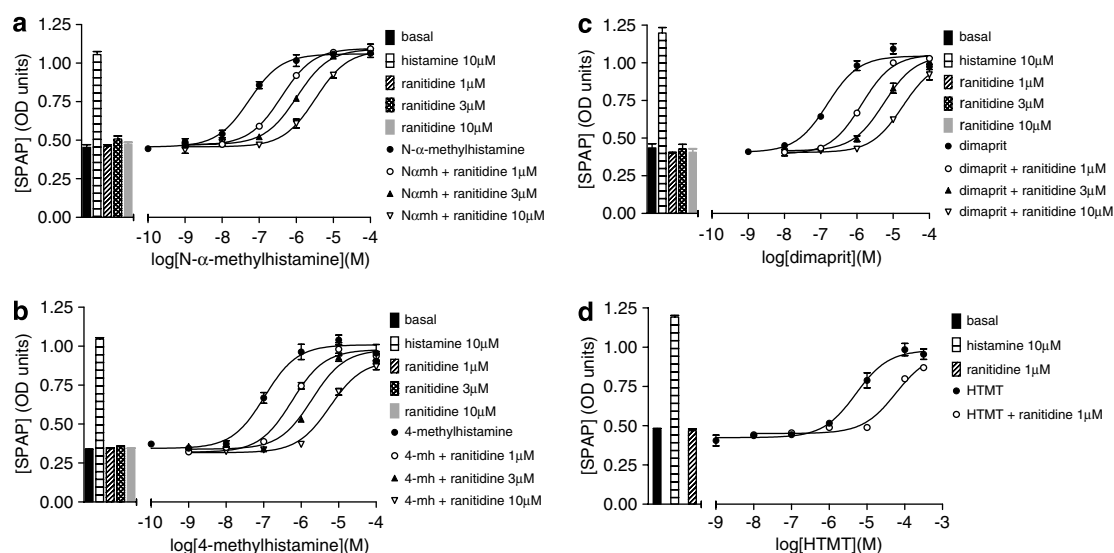 a
1.25
1.00
0.75
0.50
0.25
0.00
[SPAP] (OD units)
-10 -9 -8 -7 -6 -5 -4
log[N-α-methylhistamine](M)
basal
histamine 10μM
ranitidine 1μM
ranitidine 3μM
ranitidine 10μM
N-α-methylhistamine
Nαmh + ranitidine 1μM
Nαmh + ranitidine 3μM
Nαmh + ranitidine 10μM
c
1.25
1.00
0.75
0.50
0.25
0.00
[SPAP] (OD units)
-10 -9 -8 -7 -6 -5 -4
log[dimaprit](M)
basal
histamine 10μM
ranitidine 1μM
ranitidine 3μM
ranitidine 10μM
dimaprit
dimaprit + ranitidine 1μM
dimaprit + ranitidine 3μM
dimaprit + ranitidine 10μM
b
1.25
1.00
0.75
0.50
0.25
0.00
[SPAP] (OD units)
-10 -9 -8 -7 -6 -5 -4
log[4-methylhistamine](M)
basal
histamine 10μM
ranitidine 1μM
ranitidine 3μM
ranitidine 10μM
4-methylhistamine
4-mh + ranitidine 1μM
4-mh + ranitidine 3μM
4-mh + ranitidine 10μM
d
1.25
1.00
0.75
0.50
0.25
0.00
[SPAP] (OD units)
-9 -8 -7 -6 -5 -4 -3
log[HTMT](M)
basal
histamine 10μM
ranitidine 1μM
HTMT
HTMT + ranitidine 1μM